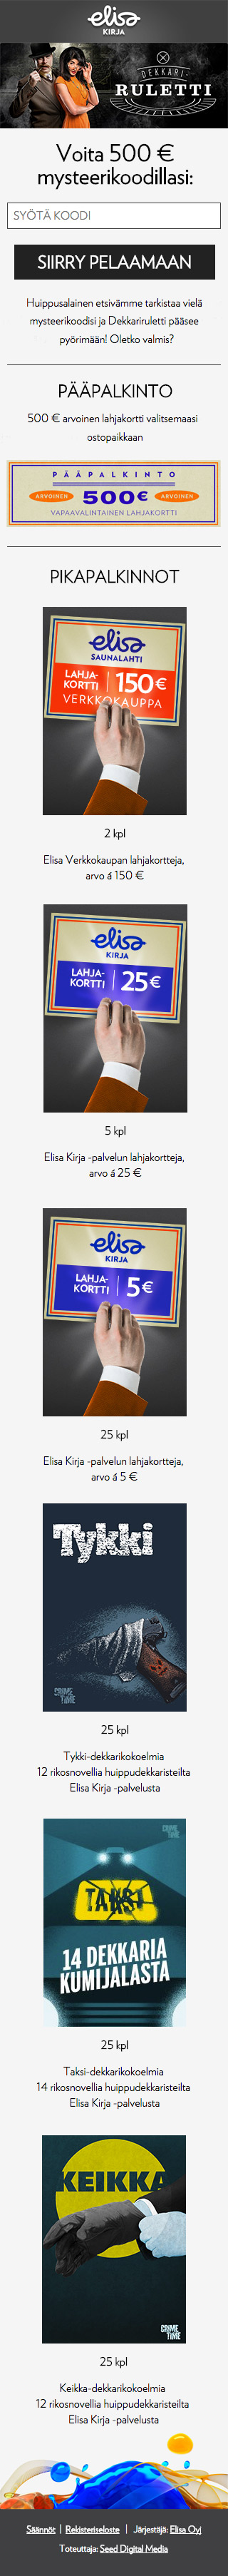 elisa
KIRJA
DEKKARI-
RULETTI
Voita 500 €
mysteerikoodillasi:
SYÖTÄ KOODI
SIIRRY PELAAMAAN
Huippusalainen etsivämme tarkistaa vielä
mysteerikoodisi ja Dekkariruletti pääsee
pyörimään! Oletko valmis?
PÄÄPALKINTO
500 € arvoinen lahjakortti valitsemaasi
ostopaikkaan
PÄÄPALKINTO
ARVOINEN 500€ ARVOINEN
VAPAAVALINTAINEN LAHJAKORTTI
PIKAPALKINNOT
elisa
SAUNALAHTI
LAHJA-
KORTTI 150€
VERKKOKAUPPA
2 kpl
Elisa Verkkokaupan lahjakortteja,
arvo á 150 €
elisa
KIRJA
LAHJA-
KORTTI 25€
5 kpl
Elisa Kirja -palvelun lahjakortteja,
arvo á 25 €
elisa
KIRJA
LAHJA-
KORTTI 5€
25 kpl
Elisa Kirja -palvelun lahjakortteja,
arvo á 5 €
Tykki
CRIME TIME
25 kpl
Tykki-dekkarikokoelmia
12 rikosnovellia huippudekkaristeilta
Elisa Kirja -palvelusta
CRIME TIME
TAKSI
14 DEKKARIA
KUMIJALASTA
25 kpl
Taksi-dekkarikokoelmia
14 rikosnovellia huippudekkaristeilta
Elisa Kirja -palvelusta
KEIKKA
CRIME TIME
25 kpl
Keikka-dekkarikokoelmia
12 rikosnovellia huippudekkaristeilta
Elisa Kirja -palvelusta
Säännöt | Rekisteriseloste | Järjestäjä: Elisa Oyj
Toteuttaja: Seed Digital Media